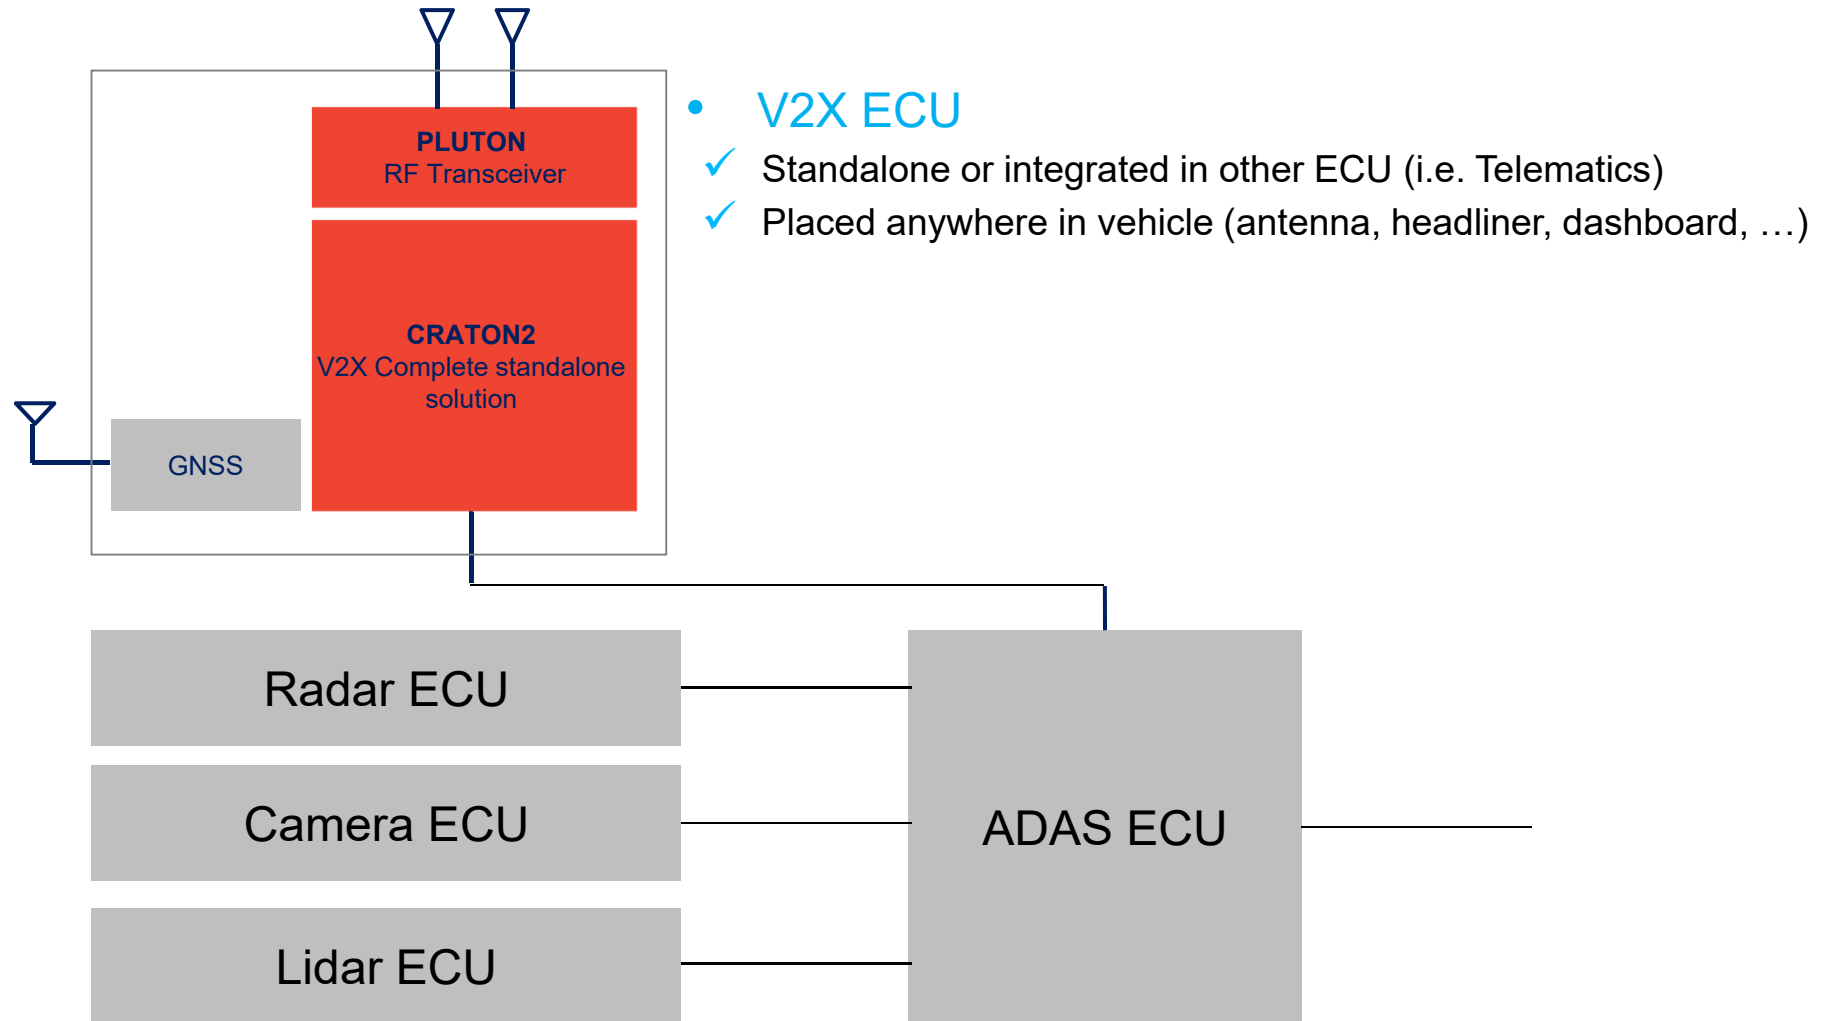 PLUTON
RF Transceiver
CRATON2
V2X Complete standalone
solution
GNSS
• V2X ECU
✓ Standalone or integrated in other ECU (i.e. Telematics)
✓ Placed anywhere in vehicle (antenna, headliner, dashboard, …)
Radar ECU
Camera ECU
Lidar ECU
ADAS ECU